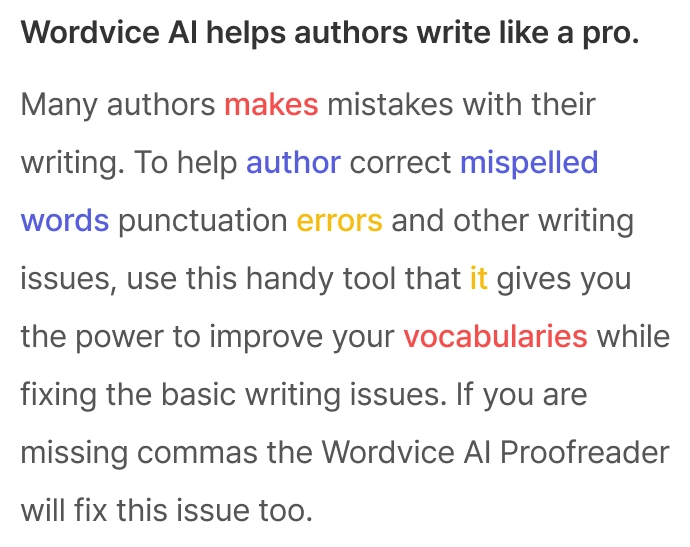 Wordvice AI helps authors write like a pro.
Many authors makes mistakes with their
writing. To help author correct mispelled
words punctuation errors and other writing
issues, use this handy tool that it gives you
the power to improve your vocabularies while
fixing the basic writing issues. If you are
missing commas the Wordvice AI Proofreader
will fix this issue too.